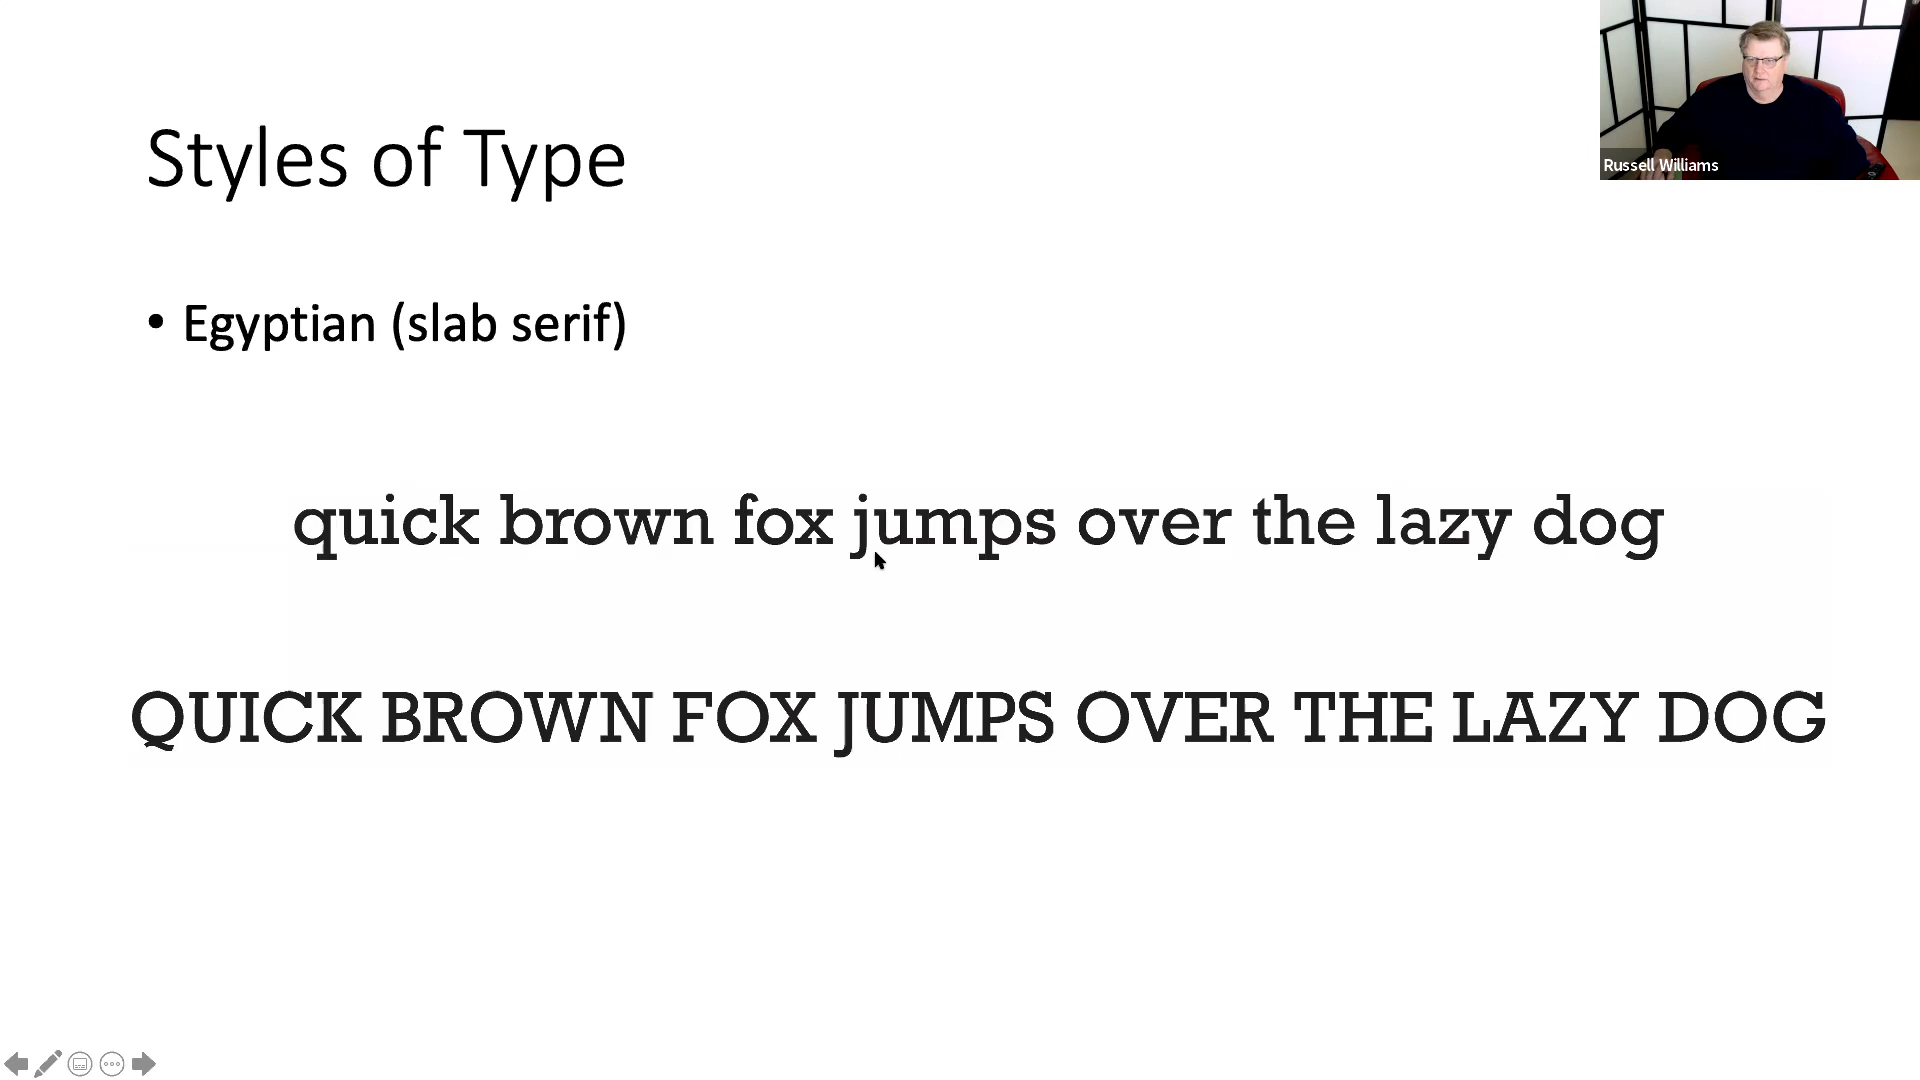 Styles of Type
Russell Williams
• Egyptian (slab serif)
quick brown fox jumps over the lazy dog
QUICK BROWN FOX JUMPS OVER THE LAZY DOG